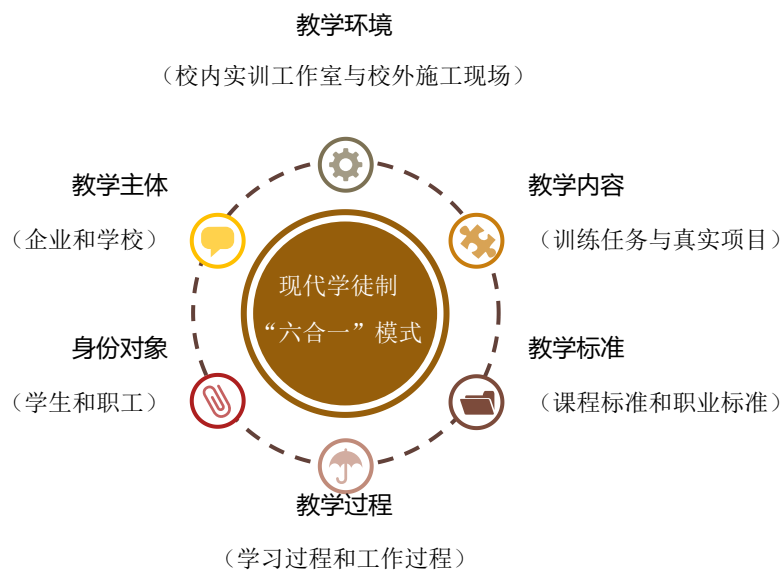 教学环境
（校内实训工作室与校外施工现场）
教学主体
（企业和学校）
教学内容
（训练任务与真实项目）
现代学徒制
“六合一”模式
身份对象
（学生和职工）
教学标准
（课程标准和职业标准）
教学过程
（学习过程和工作过程）